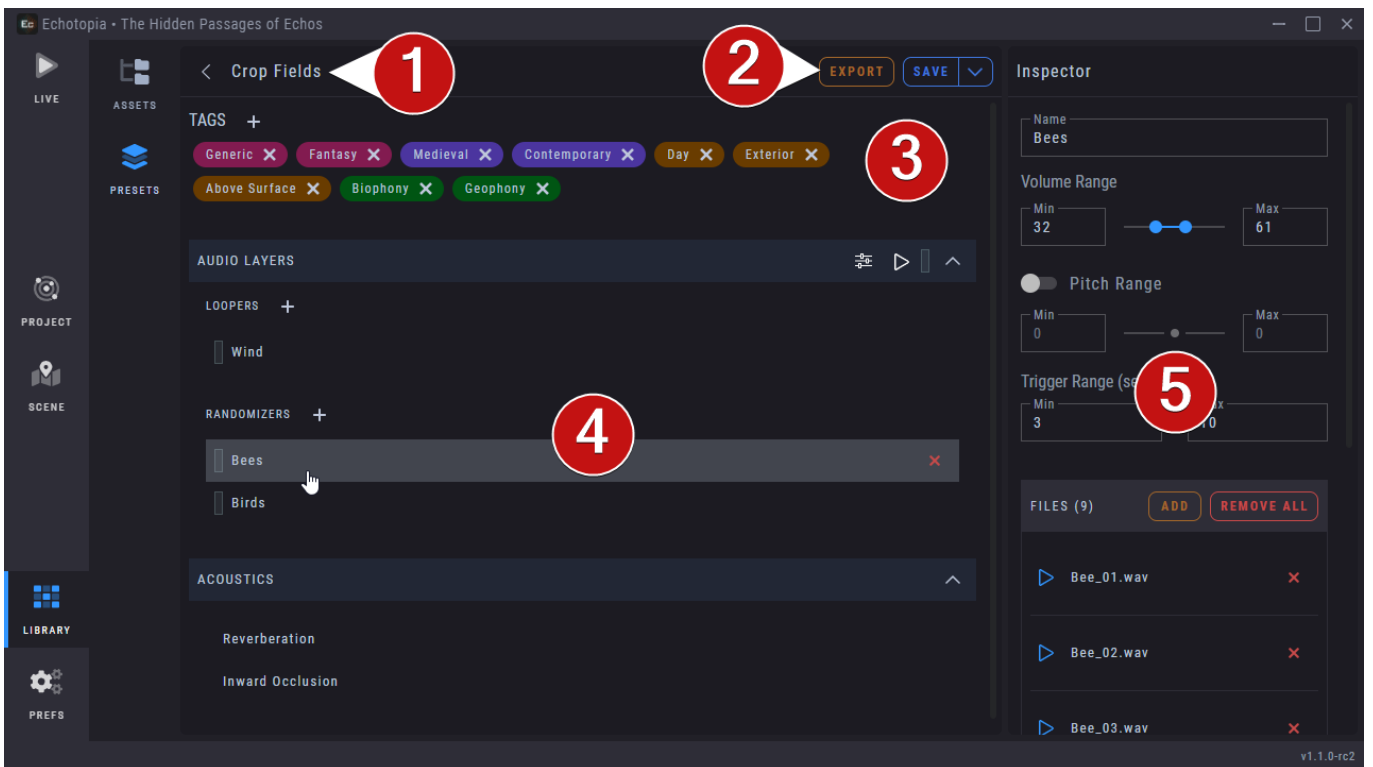 Ec Echotopia • The Hidden Passages of Echos
LIVE
ASSETS
PRESETS
PROJECT
SCENE
LIBRARY
PREFS
Crop Fields
1
2
EXPORT
SAVE
TAGS +
3
Generic
Fantasy
Medieval
Contemporary
Day
Exterior
Above Surface
Biophony
Geophony
AUDIO LAYERS
LOOPERS +
Wind
RANDOMIZERS +
4
Bees
Birds
ACOUSTICS
Reverberation
Inward Occlusion
Inspector
Name
Bees
Volume Range
Min
32
Max
61
Pitch Range
Min
0
Max
0
Trigger Range
5
Min
3
10
FILES (9)
ADD
REMOVE ALL
Bee_01.wav
Bee_02.wav
Bee_03.wav
v1.1.0-rc2